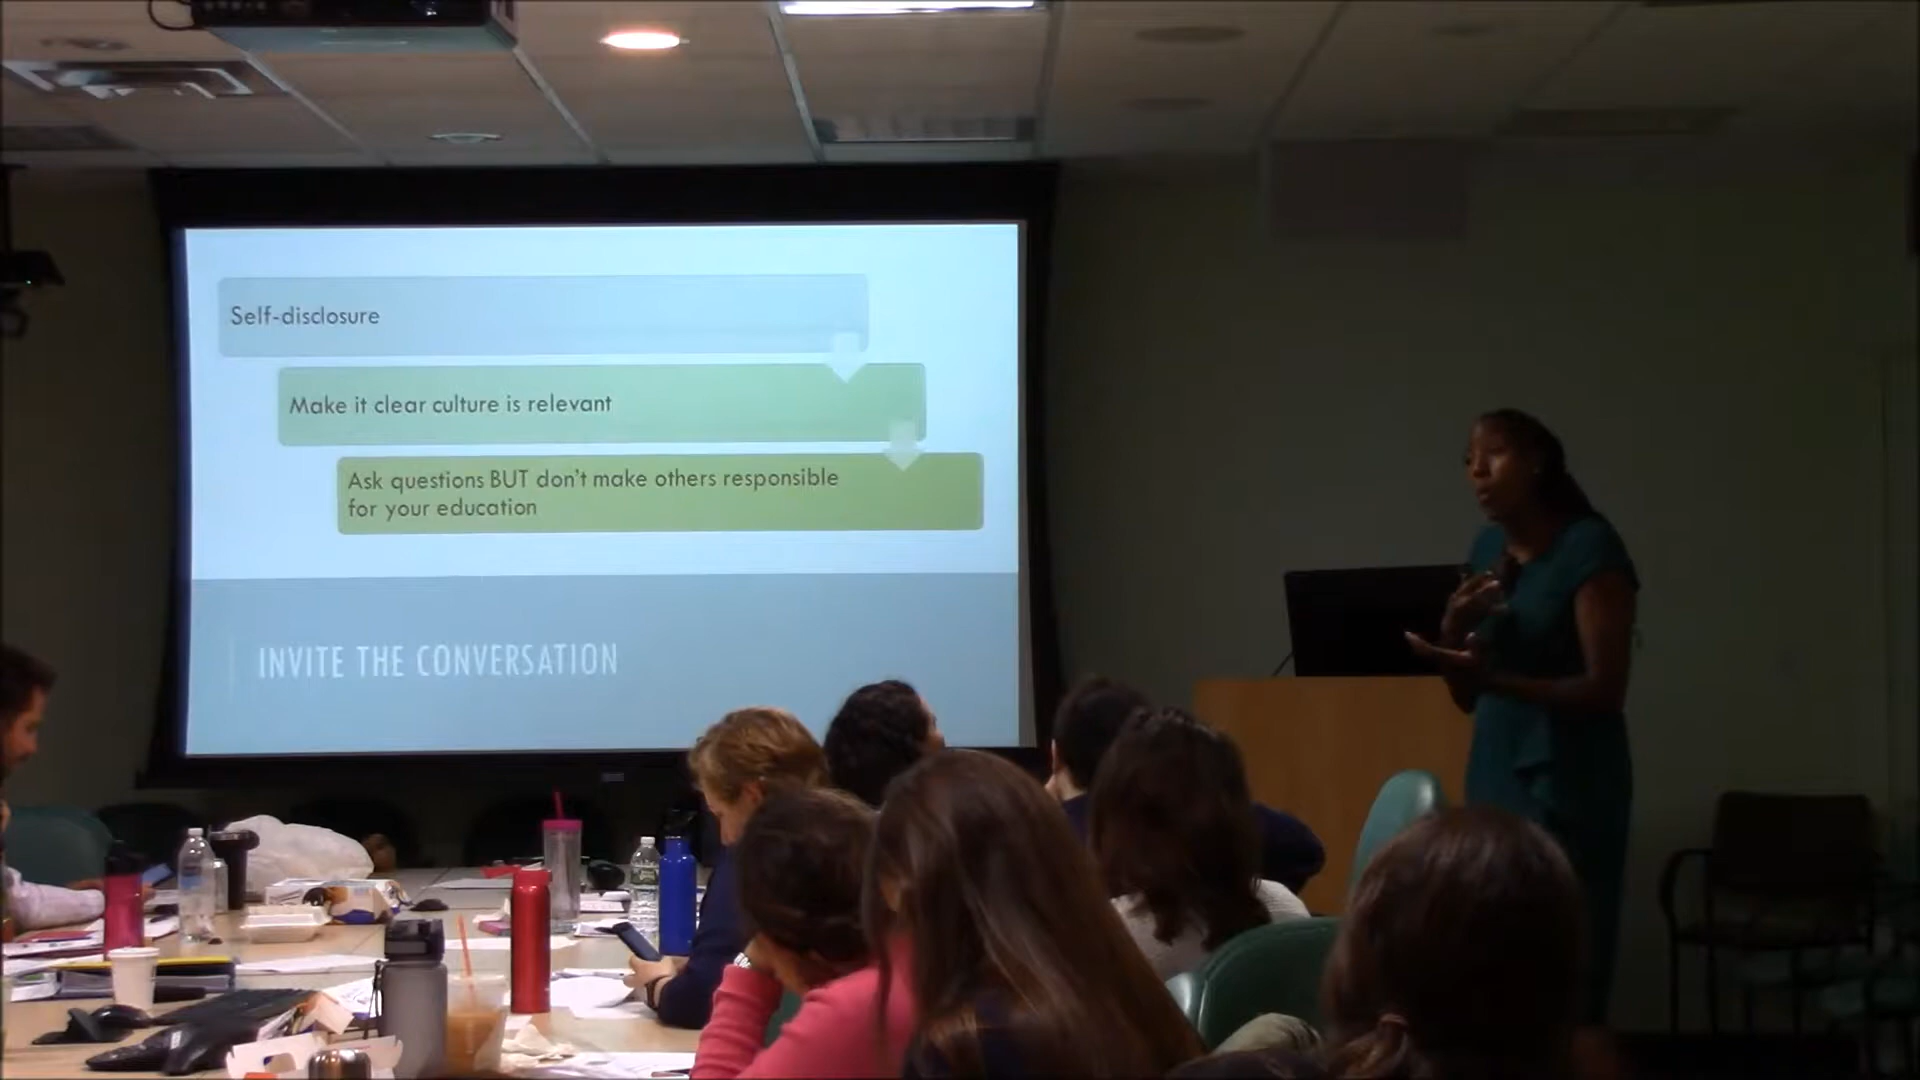 Self-disclosure
Make it clear culture is relevant
Ask questions BUT don't make others responsible
for your education
INVITE THE CONVERSATION